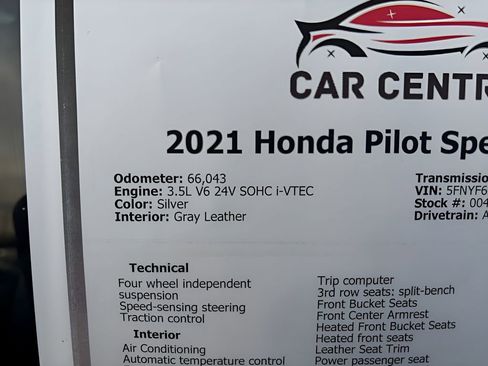 CAR CENTR
2021 Honda Pilot Spe
Odometer: 66,043
Engine: 3.5L V6 24V SOHC i-VTEC
Color: Silver
Interior: Gray Leather
Transmissio
VIN: 5FNYF6
Stock #: 004
Drivetrain: A
Technical
Four wheel independent
suspension
Speed-sensing steering
Traction control
Interior
Air Conditioning
Automatic temperature control
Trip computer
3rd row seats: split-bench
Front Bucket Seats
Front Center Armrest
Heated Front Bucket Seats
Heated front seats
Leather Seat Trim
Power passenger seat